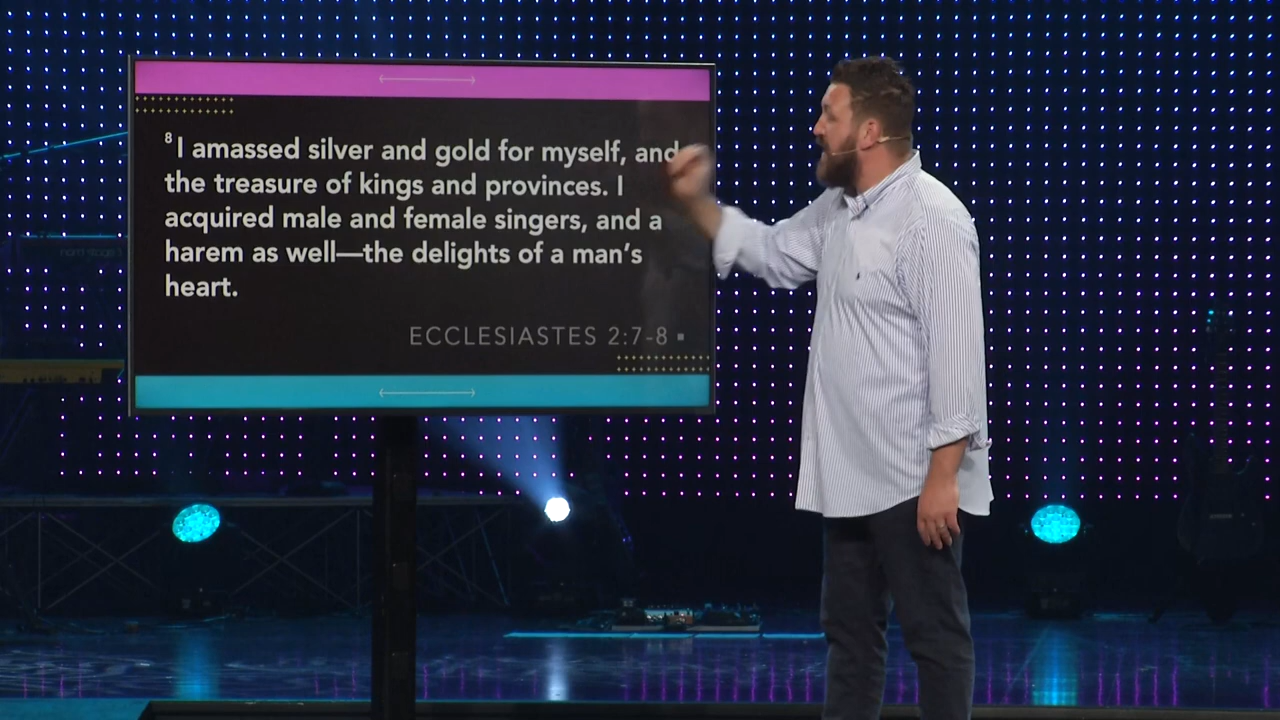 ⁸I amassed silver and gold for myself, and
the treasure of kings and provinces. I
acquired male and female singers, and a
harem as well—the delights of a man’s
heart.
ECCLESIASTES 2:7-8